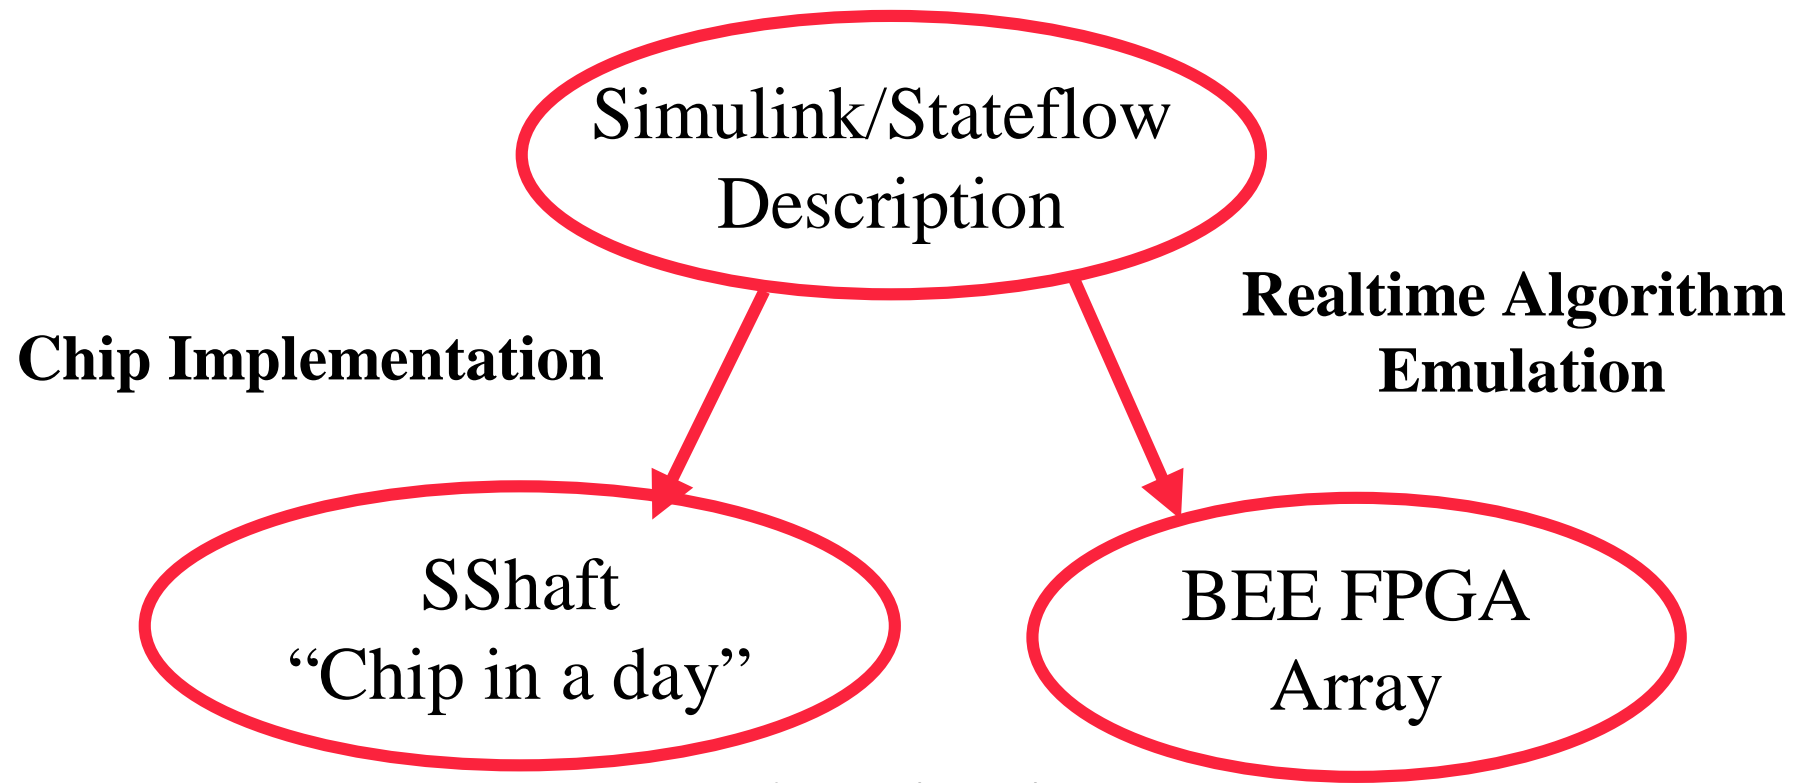 Simulink/Stateflow
Description
Realtime Algorithm
Emulation
Chip Implementation
SShaft
“Chip in a day”
BEE FPGA
Array